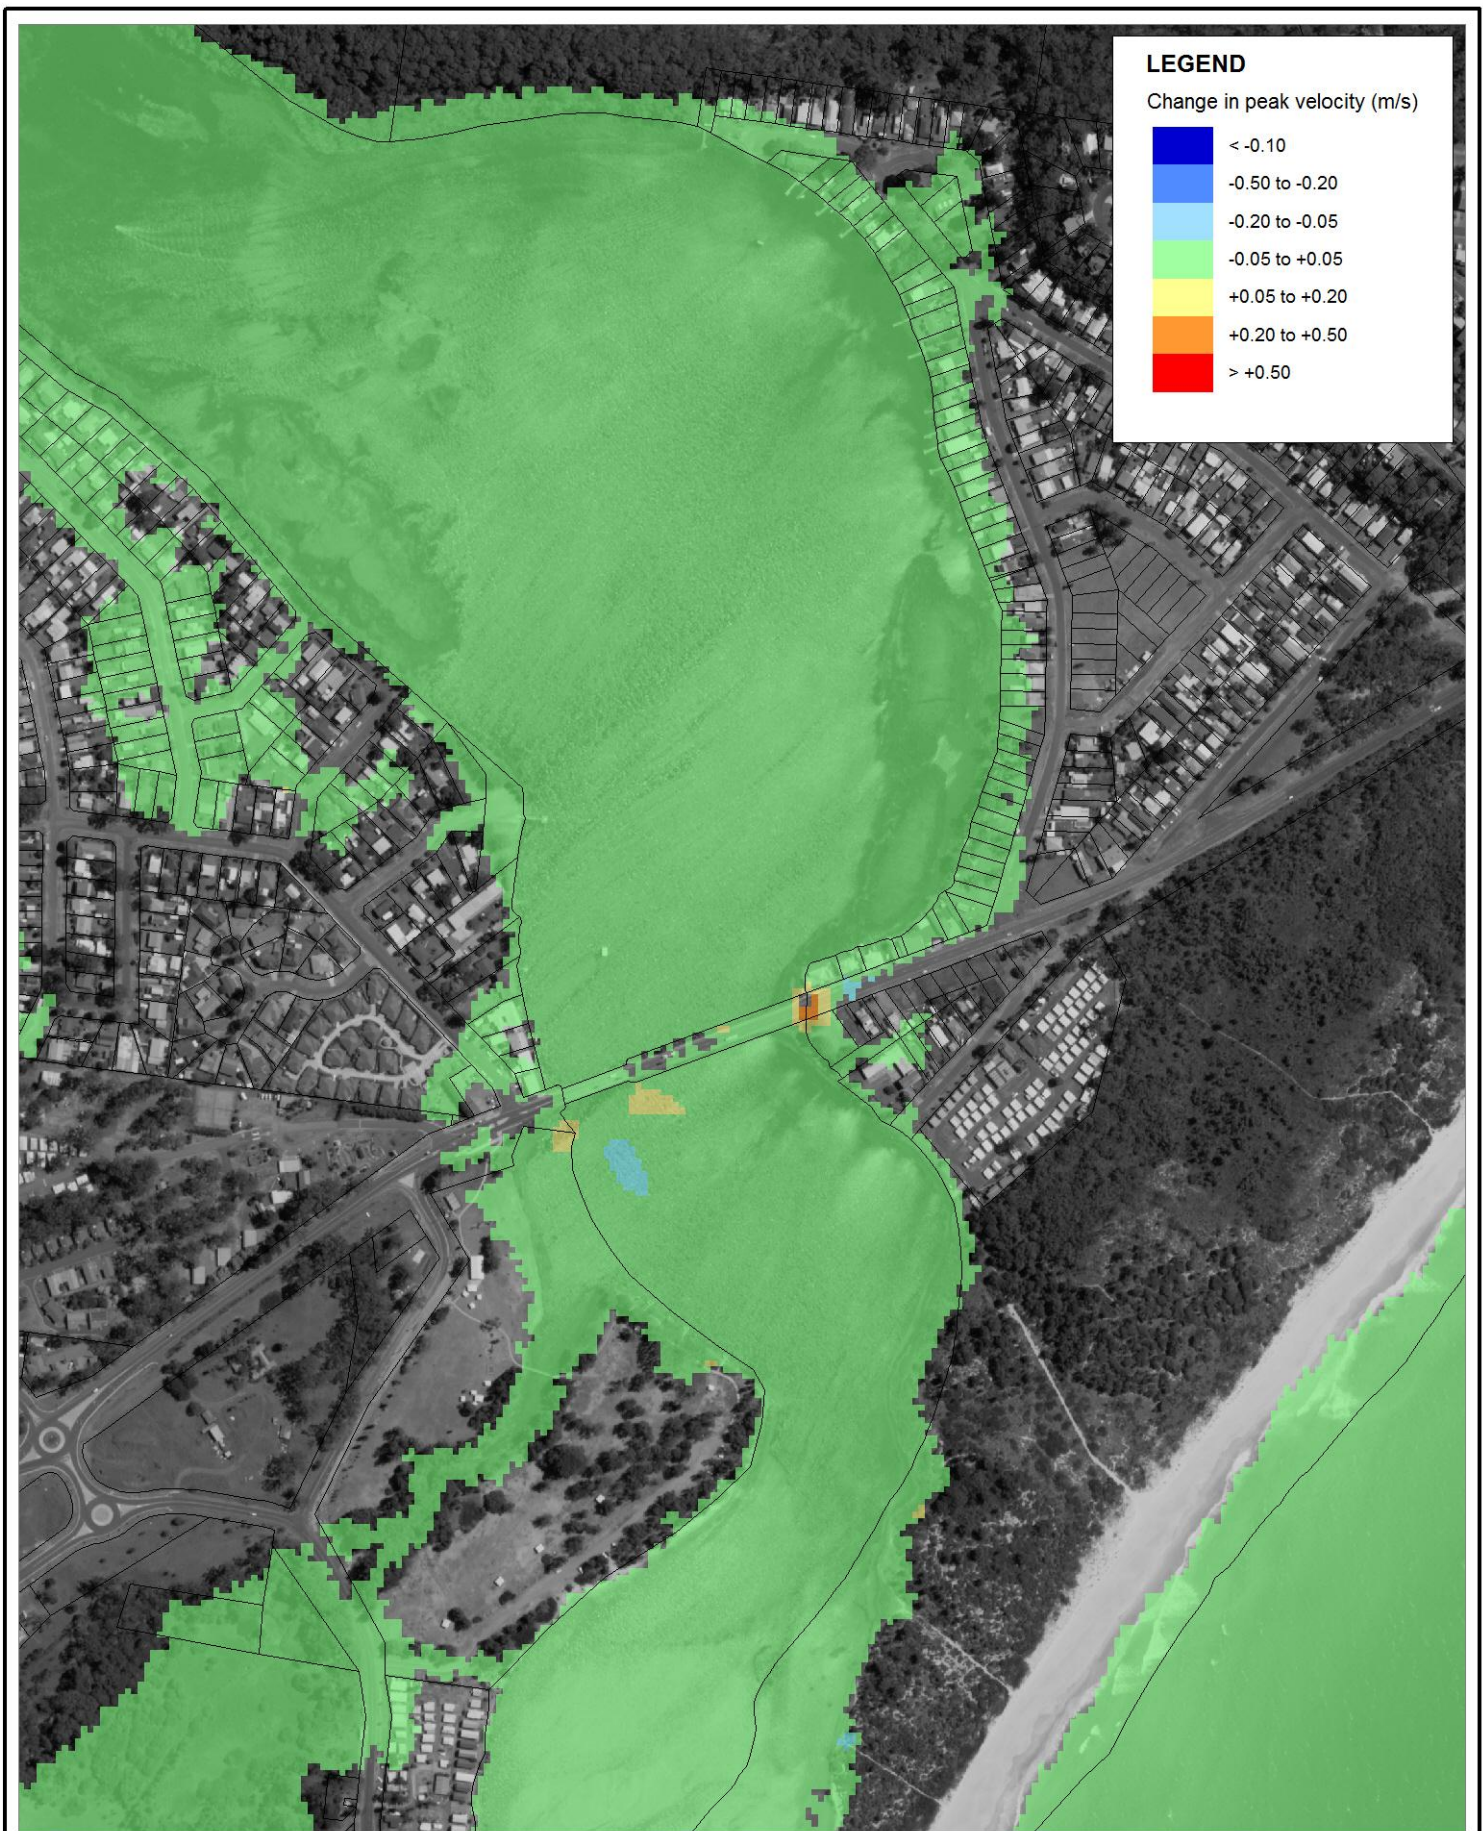 LEGEND
Change in peak velocity (m/s)
< -0.10
-0.50 to -0.20
-0.20 to -0.05
-0.05 to +0.05
+0.05 to +0.20
+0.20 to +0.50
> +0.50